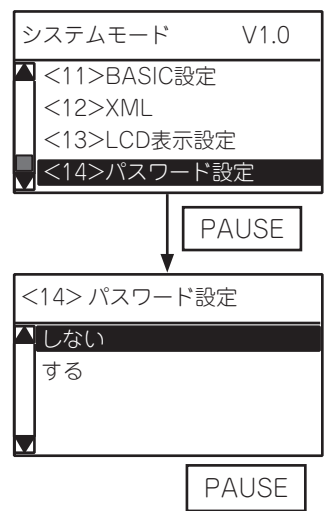 システムモード V1.0
<11>BASIC設定
<12>XML
<13>LCD表示設定
<14>パスワード設定
PAUSE
<14> パスワード設定
しない
する
PAUSE